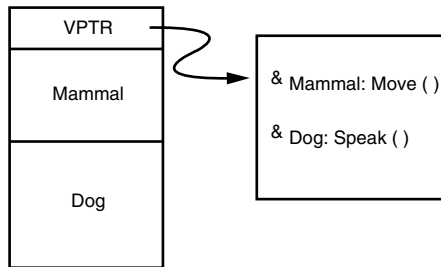 VPTR
Mammal
Dog
& Mammal: Move ( )
& Dog: Speak ( )